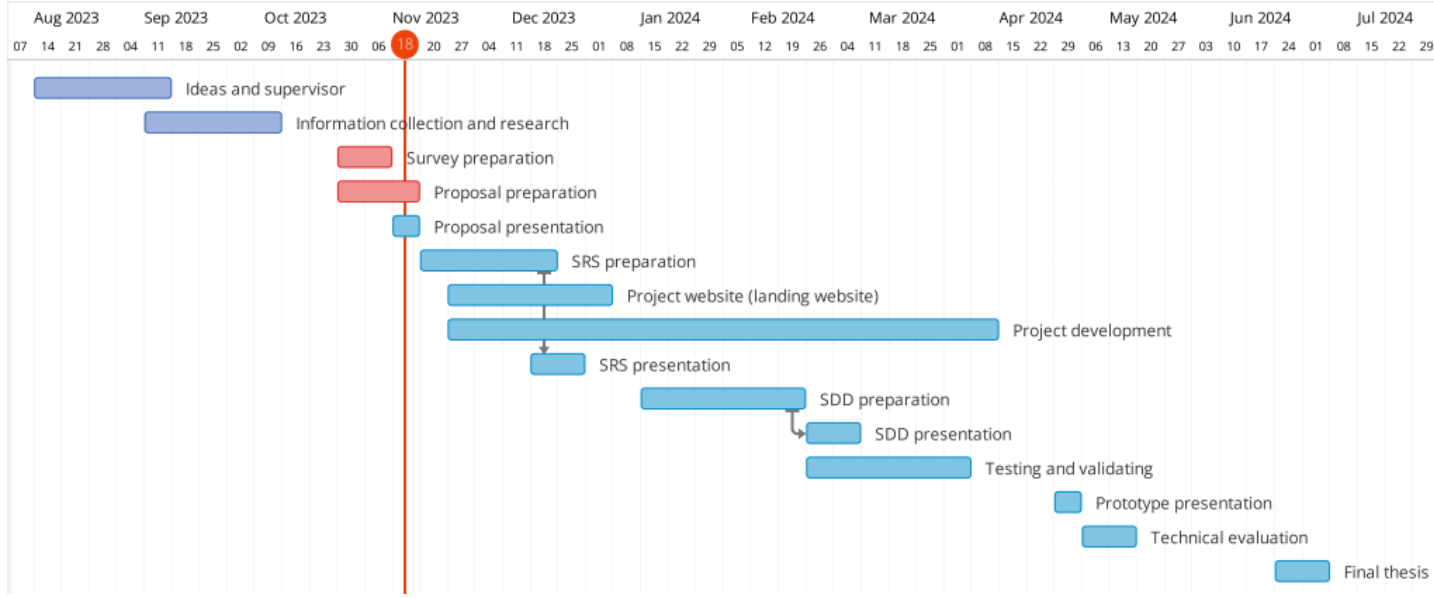 Aug 2023 Sep 2023 Oct 2023 Nov 2023 Dec 2023 Jan 2024 Feb 2024 Mar 2024 Apr 2024 May 2024 Jun 2024 Jul 2024
07 14 21 28 04 11 18 25 02 09 16 23 30 06 18 20 27 04 11 18 25 01 08 15 22 29 05 12 19 26 04 11 18 25 01 08 15 22 29 06 13 20 27 03 10 17 24 01 08 15 22 29
Ideas and supervisor
Information collection and research
Survey preparation
Proposal preparation
Proposal presentation
SRS preparation
Project website (landing website)
Project development
SRS presentation
SDD preparation
SDD presentation
Testing and validating
Prototype presentation
Technical evaluation
Final thesis